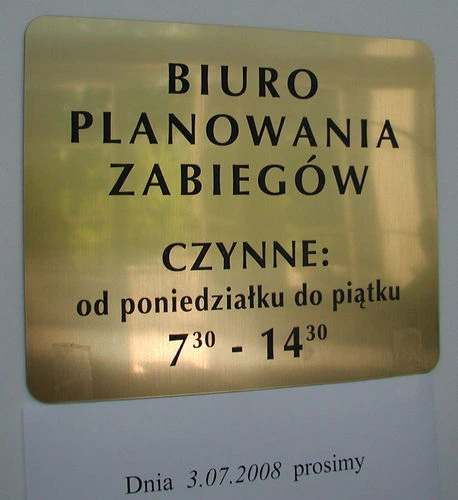 BIURO
PLANOWANIA
ZABIEGÓW
CZYNNE:
od poniedziałku do piątku
7³⁰ - 14³⁰
Dnia 3.07.2008 prosimy